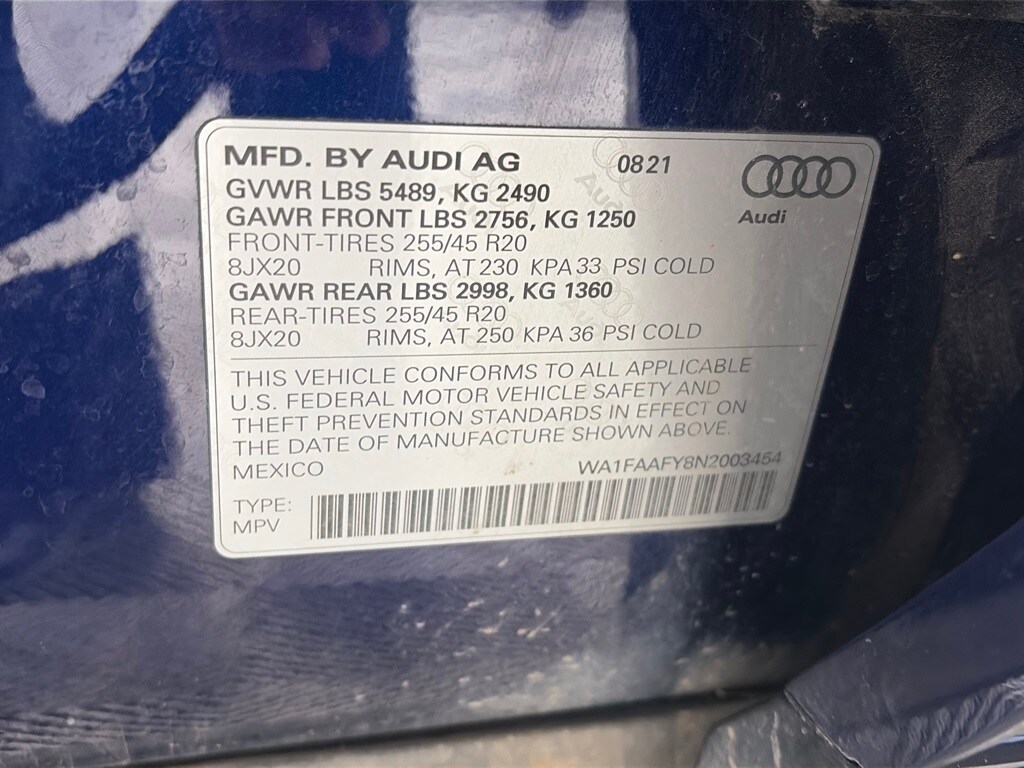 MFD. BY AUDI AG 0821
GVWR LBS 5489, KG 2490
Audi
GAWR FRONT LBS 2756, KG 1250
FRONT-TIRES 255/45 R20
8JX20 RIMS, AT 230 KPA 33 PSI COLD
GAWR REAR LBS 2998, KG 1360
REAR-TIRES 255/45 R20
8JX20 RIMS, AT 250 KPA 36 PSI COLD
THIS VEHICLE CONFORMS TO ALL APPLICABLE
U.S. FEDERAL MOTOR VEHICLE SAFETY AND
THEFT PREVENTION STANDARDS IN EFFECT ON
THE DATE OF MANUFACTURE SHOWN ABOVE.
MEXICO WA1FAAFY8N2003454
TYPE:
MPV